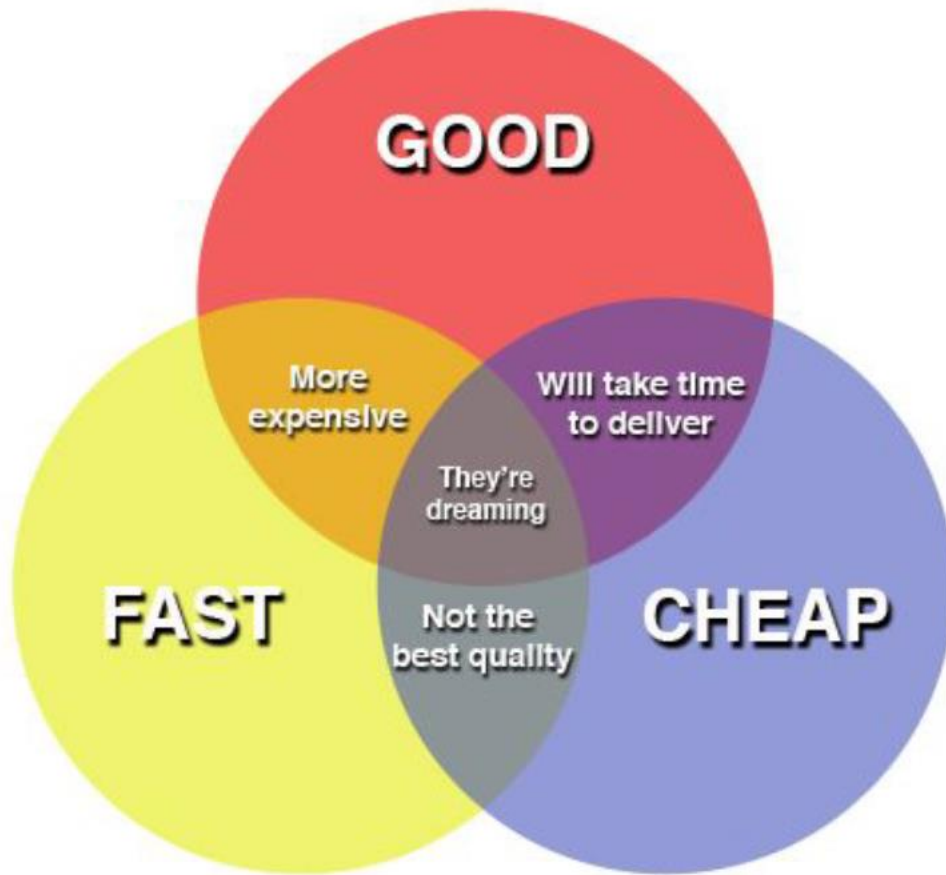 GOOD
More
expensive
Will take time
to deliver
They're
dreaming
FAST
Not the
best quality
CHEAP